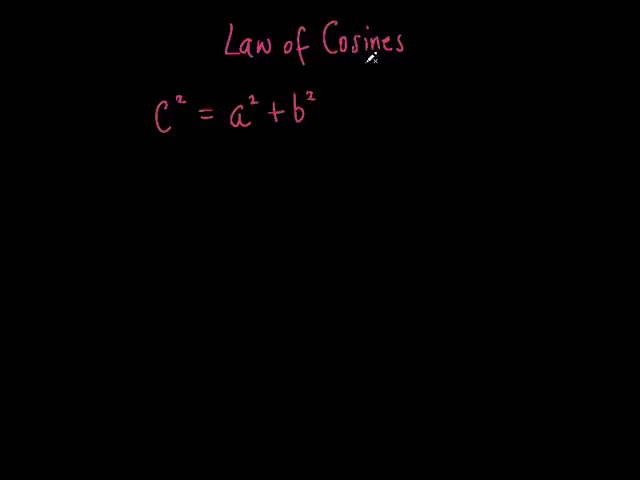 Law of Cosines
c² = a² + b²